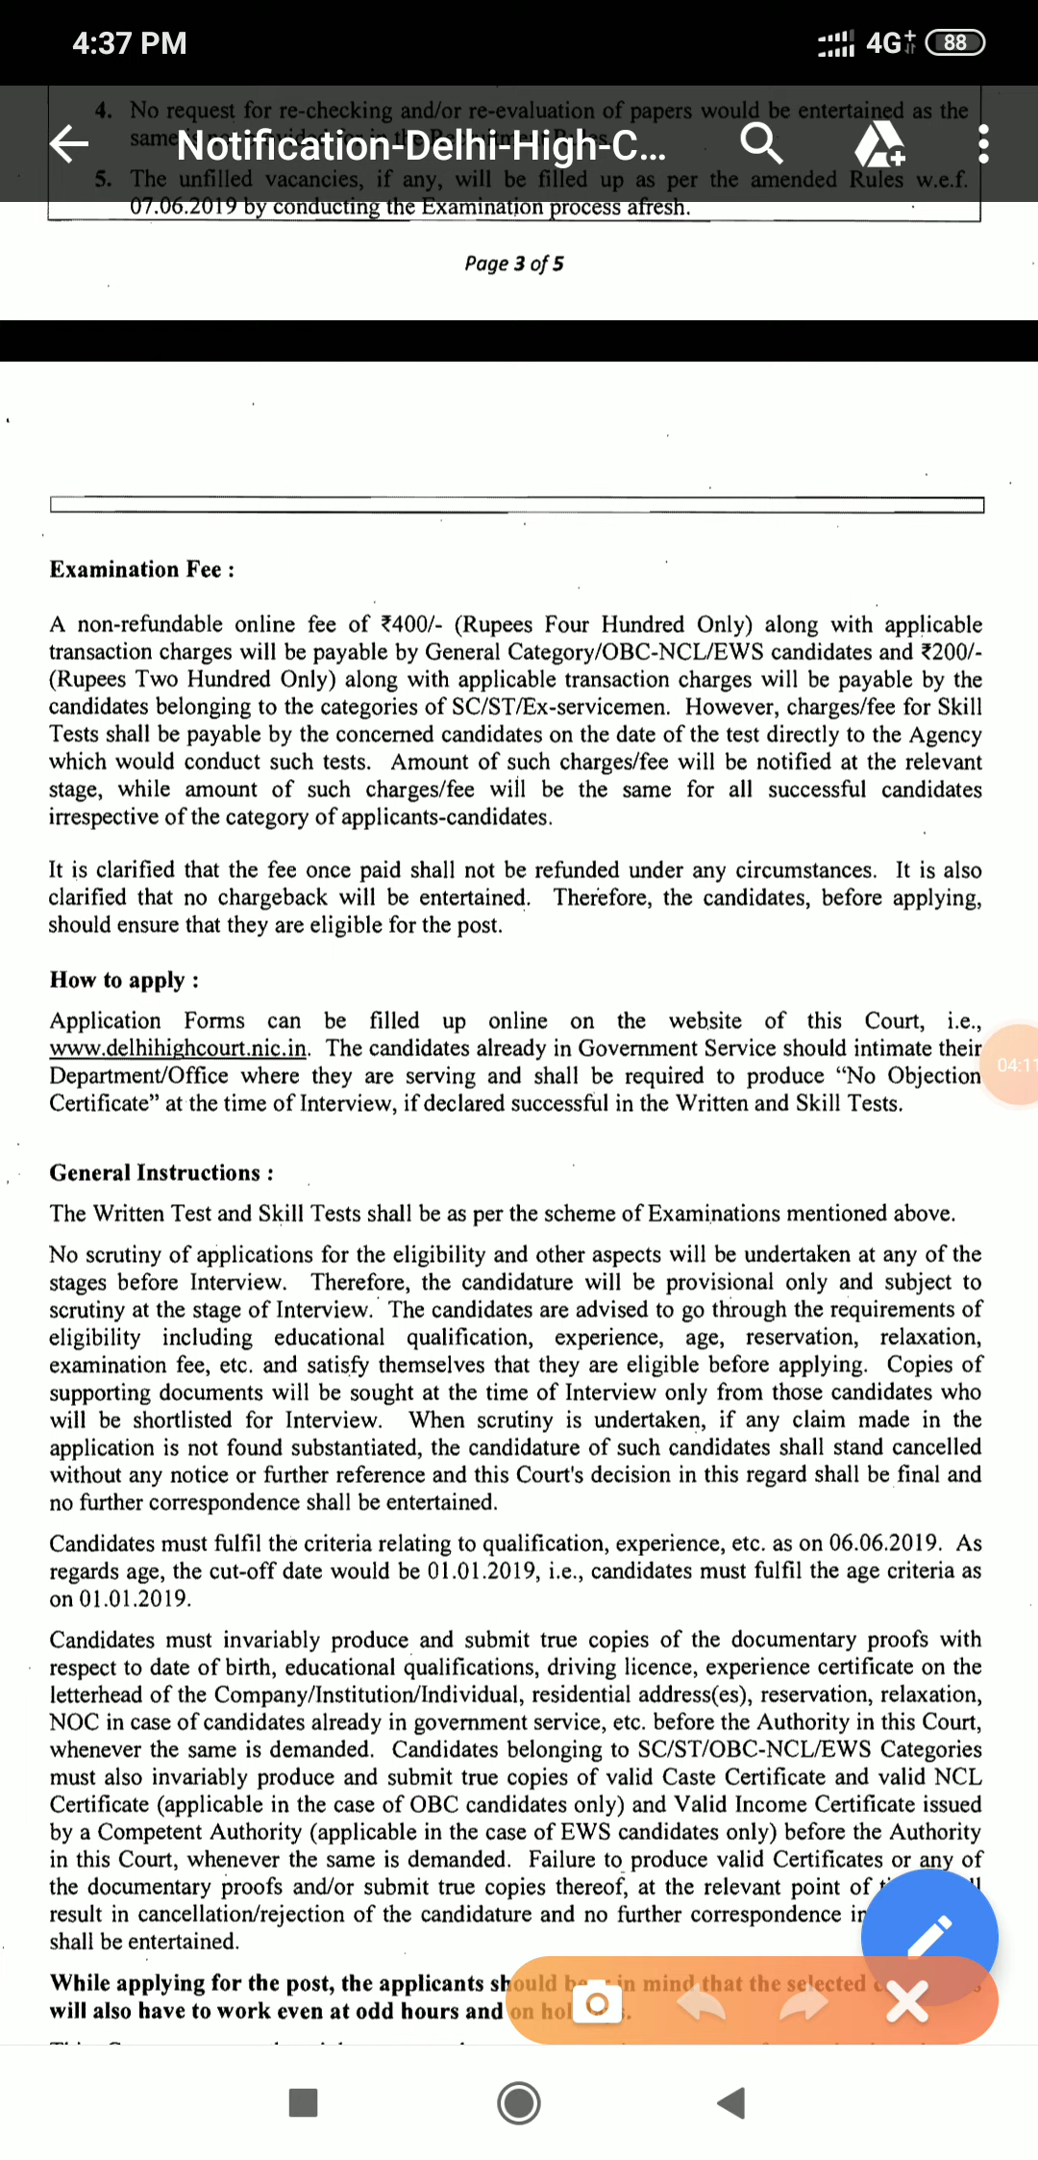 4:37 PM
4G+ 88
4. No request for re-checking and/or re-evaluation of papers would be entertained as the
same
Notification-Delhi-High-C...
5. The unfilled vacancies, if any, will be filled up as per the amended Rules w.e.f.
07.06.2019 by conducting the Examination process afresh.
Page 3 of 5
Examination Fee :
A non-refundable online fee of ₹400/- (Rupees Four Hundred Only) along with applicable
transaction charges will be payable by General Category/OBC-NCL/EWS candidates and ₹200/-
(Rupees Two Hundred Only) along with applicable transaction charges will be payable by the
candidates belonging to the categories of SC/ST/Ex-servicemen. However, charges/fee for Skill
Tests shall be payable by the concerned candidates on the date of the test directly to the Agency
which would conduct such tests. Amount of such charges/fee will be notified at the relevant
stage, while amount of such charges/fee will be the same for all successful candidates
irrespective of the category of applicants-candidates.
It is clarified that the fee once paid shall not be refunded under any circumstances. It is also
clarified that no chargeback will be entertained. Therefore, the candidates, before applying,
should ensure that they are eligible for the post.
How to apply :
Application Forms can be filled up online on the website of this Court, i.e.,
www.delhihighcourt.nic.in. The candidates already in Government Service should intimate their
Department/Office where they are serving and shall be required to produce “No Objection
Certificate” at the time of Interview, if declared successful in the Written and Skill Tests.
04:11
General Instructions :
The Written Test and Skill Tests shall be as per the scheme of Examinations mentioned above.
No scrutiny of applications for the eligibility and other aspects will be undertaken at any of the
stages before Interview. Therefore, the candidature will be provisional only and subject to
scrutiny at the stage of Interview. The candidates are advised to go through the requirements of
eligibility including educational qualification, experience, age, reservation, relaxation,
examination fee, etc. and satisfy themselves that they are eligible before applying. Copies of
supporting documents will be sought at the time of Interview only from those candidates who
will be shortlisted for Interview. When scrutiny is undertaken, if any claim made in the
application is not found substantiated, the candidature of such candidates shall stand cancelled
without any notice or further reference and this Court's decision in this regard shall be final and
no further correspondence shall be entertained.
Candidates must fulfil the criteria relating to qualification, experience, etc. as on 06.06.2019. As
regards age, the cut-off date would be 01.01.2019, i.e., candidates must fulfil the age criteria as
on 01.01.2019.
Candidates must invariably produce and submit true copies of the documentary proofs with
respect to date of birth, educational qualifications, driving licence, experience certificate on the
letterhead of the Company/Institution/Individual, residential address(es), reservation, relaxation,
NOC in case of candidates already in government service, etc. before the Authority in this Court,
whenever the same is demanded. Candidates belonging to SC/ST/OBC-NCL/EWS Categories
must also invariably produce and submit true copies of valid Caste Certificate and valid NCL
Certificate (applicable in the case of OBC candidates only) and Valid Income Certificate issued
by a Competent Authority (applicable in the case of EWS candidates only) before the Authority
in this Court, whenever the same is demanded. Failure to produce valid Certificates or any of
the documentary proofs and/or submit true copies thereof, at the relevant point of
result in cancellation/rejection of the candidature and no further correspondence
shall be entertained.
While applying for the post, the applicants should in mind that the selected
will also have to work even at odd hours and on